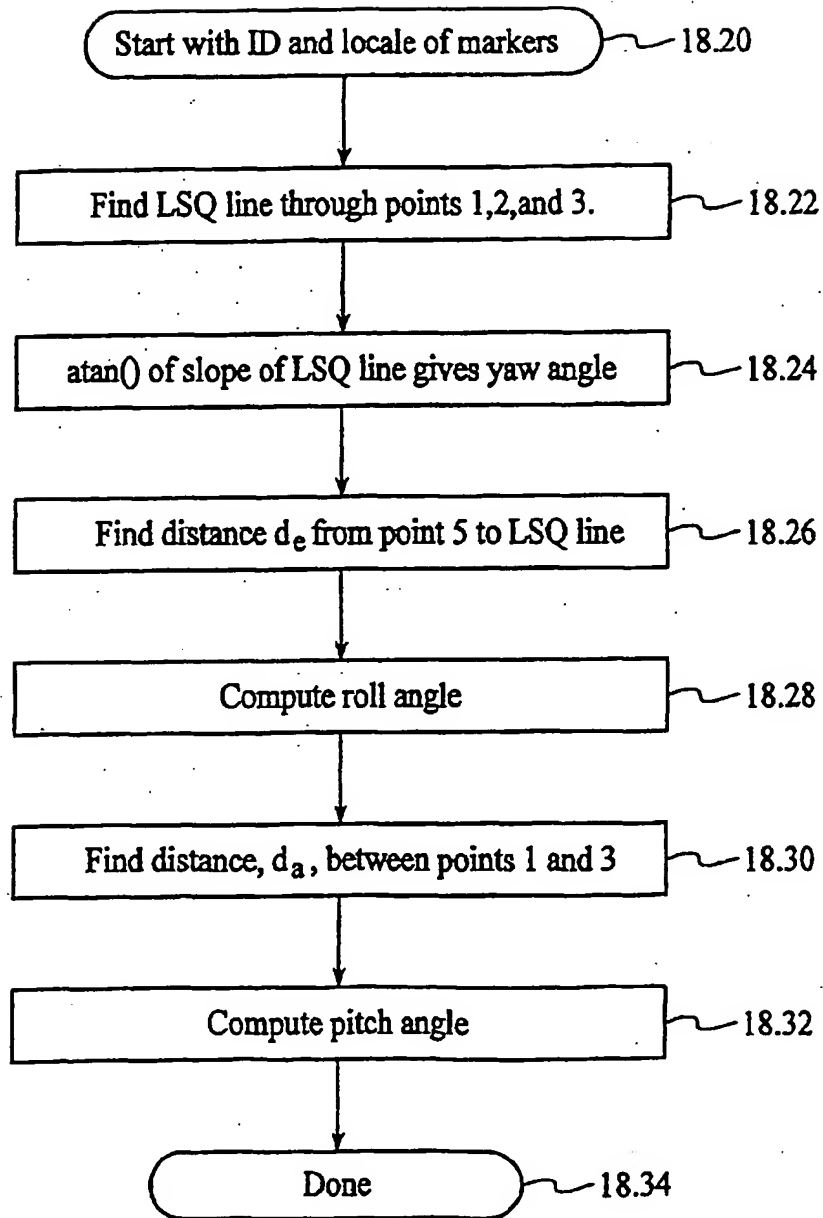 Start with ID and locale of markers 18.20
Find LSQ line through points 1,2,and 3. 18.22
atan() of slope of LSQ line gives yaw angle 18.24
Find distance de from point 5 to LSQ line 18.26
Compute roll angle 18.28
Find distance, da, between points 1 and 3 18.30
Compute pitch angle 18.32
Done 18.34